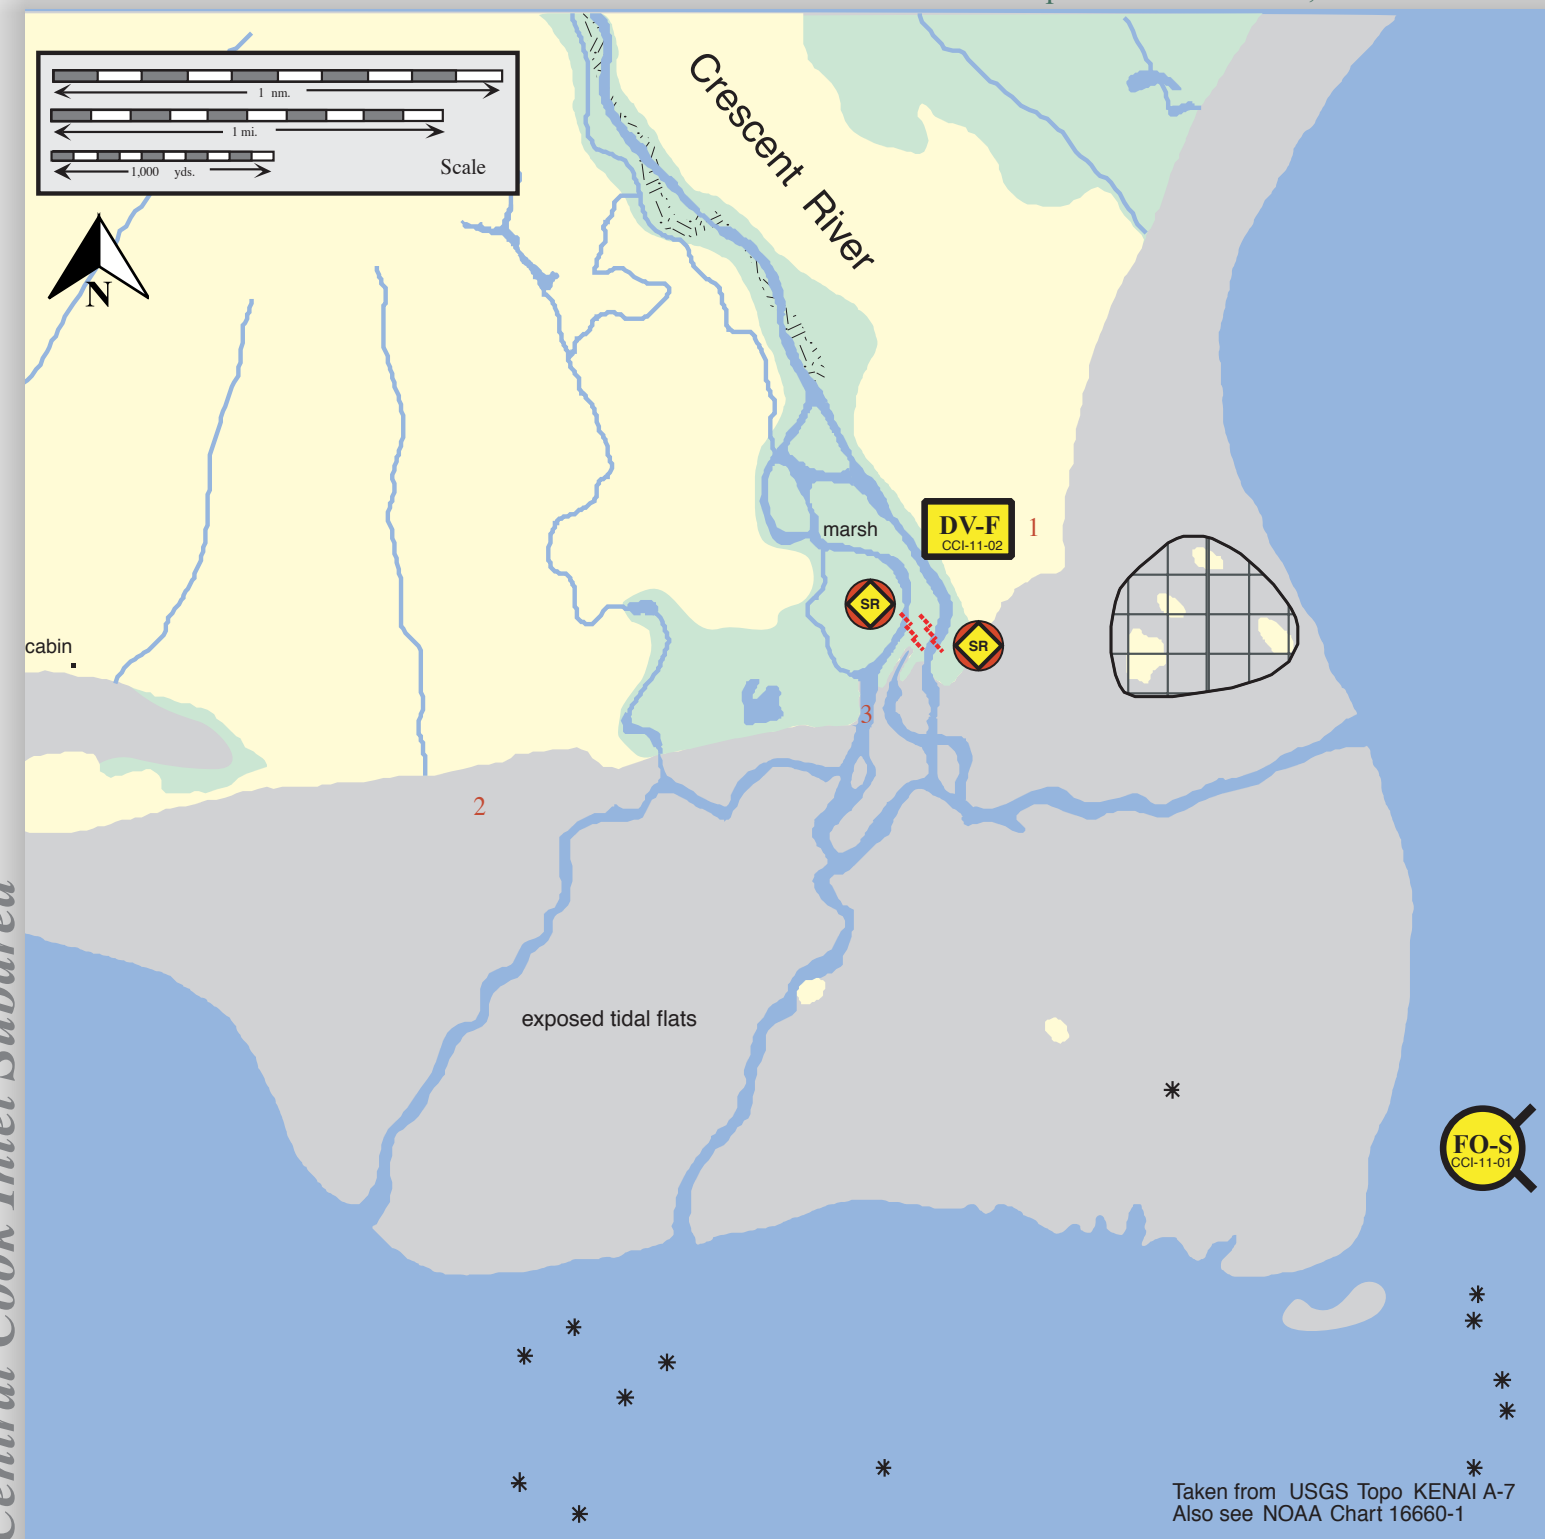 1 nm.
1 mi.
1,000 yds.
Scale
N
Crescent River
marsh
DV-F
CCI-11-02
1
SR
SR
cabin
3
2
exposed tidal flats
FO-S
CCI-11-01
Central Cook Inlet Subarea
Taken from USGS Topo KENAI A-7
Also see NOAA Chart 16660-1